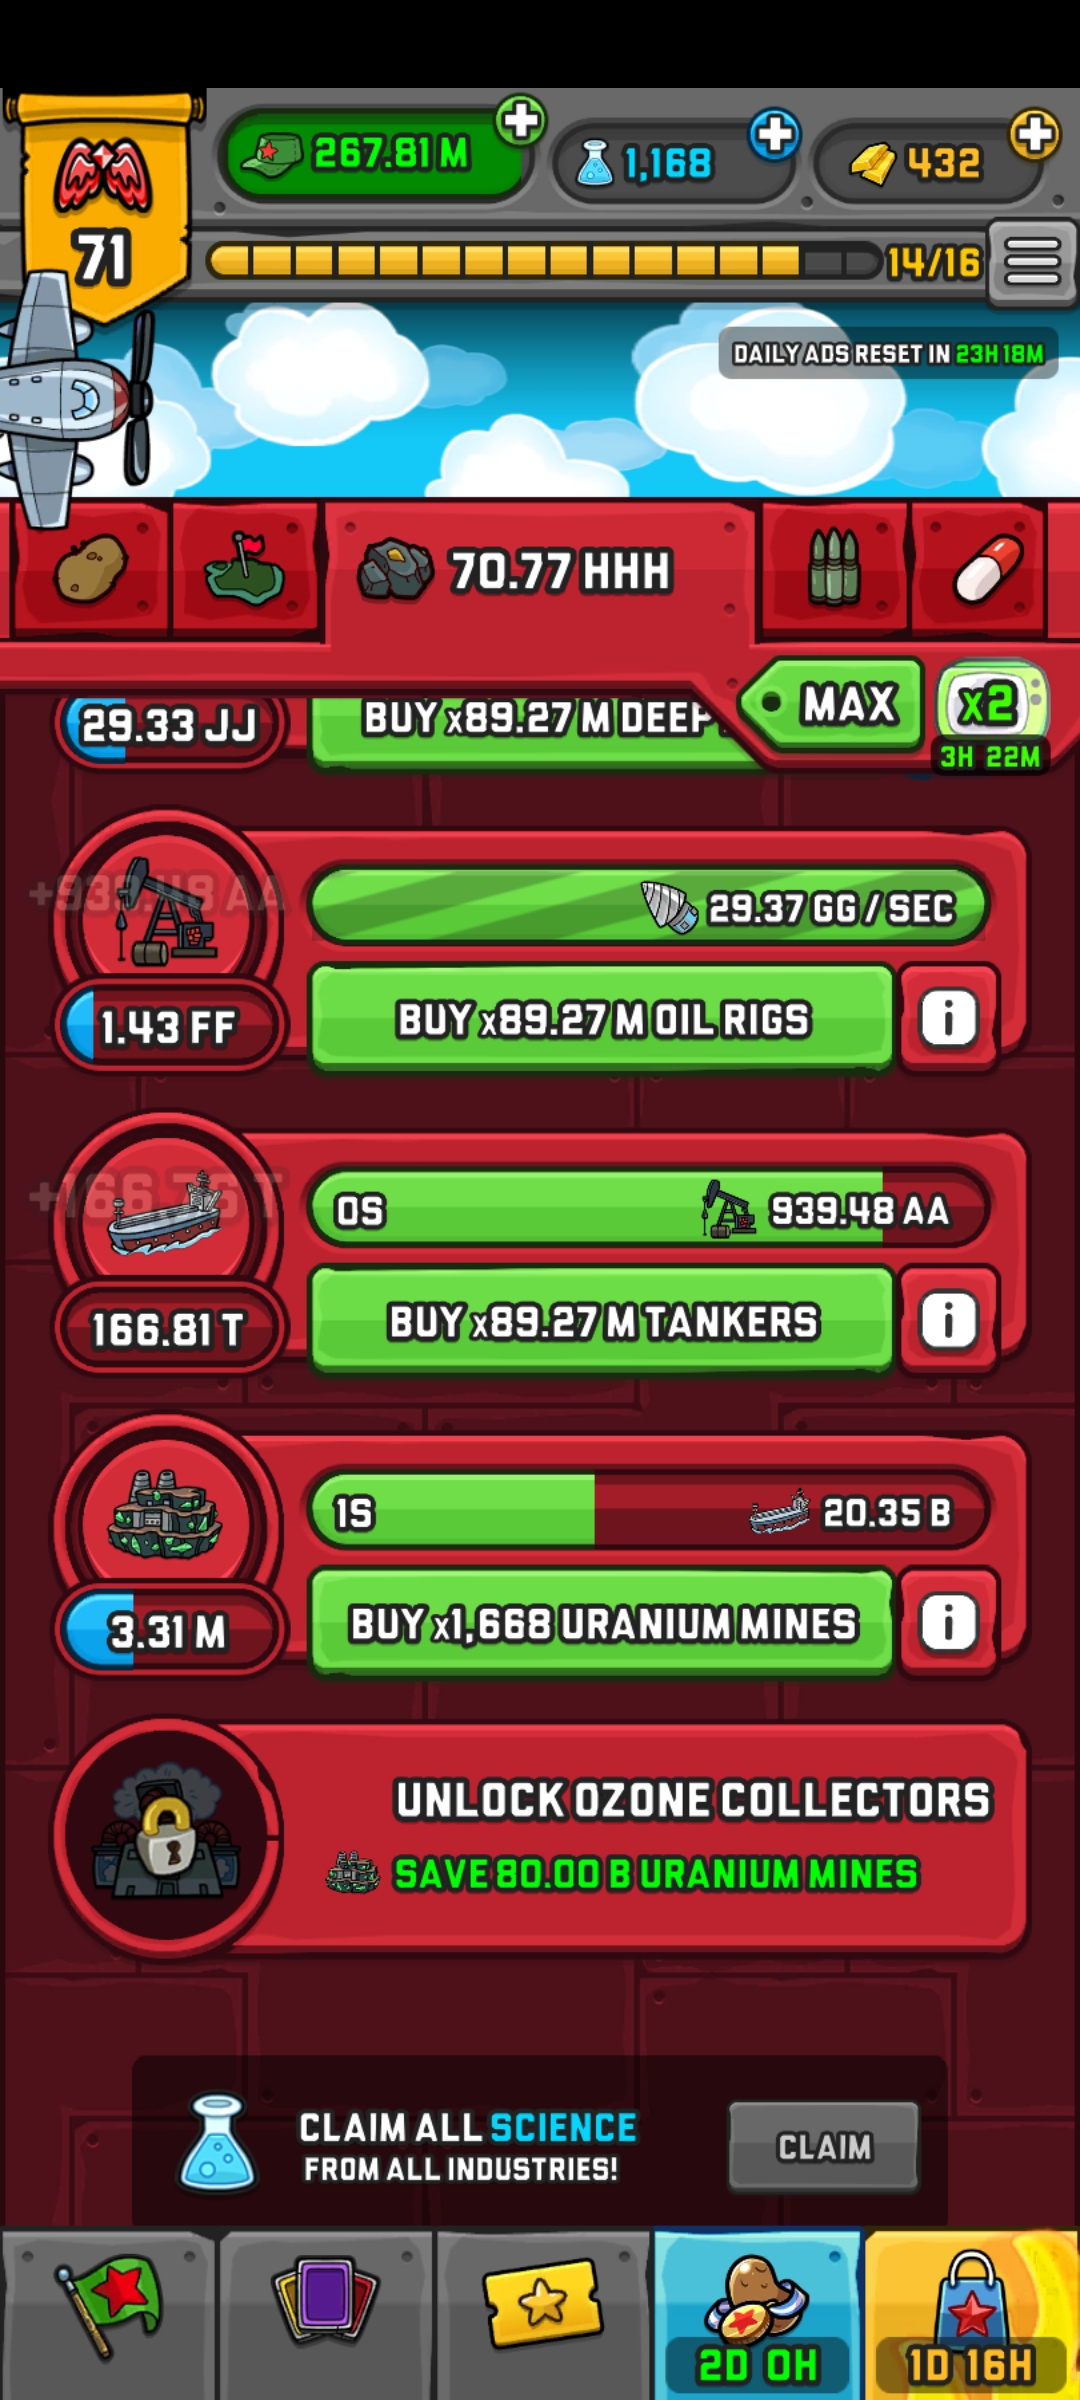 267.81 M
1,168
432
71
14/16
DAILY ADS RESET IN 23H 18M
70.77 HHH
MAX
x2
3H 22M
29.33 JJ
BUY x89.27 M DEEP
+939.48 AA
29.37 GG / SEC
1.43 FF
BUY x89.27 M OIL RIGS
i
+166.76 T
0S
939.48 AA
166.81 T
BUY x89.27 M TANKERS
i
1S
20.35 B
3.31 M
BUY x1,668 URANIUM MINES
i
UNLOCK OZONE COLLECTORS
SAVE 80.00 B URANIUM MINES
CLAIM ALL SCIENCE
FROM ALL INDUSTRIES!
CLAIM
2D 0H
1D 16H